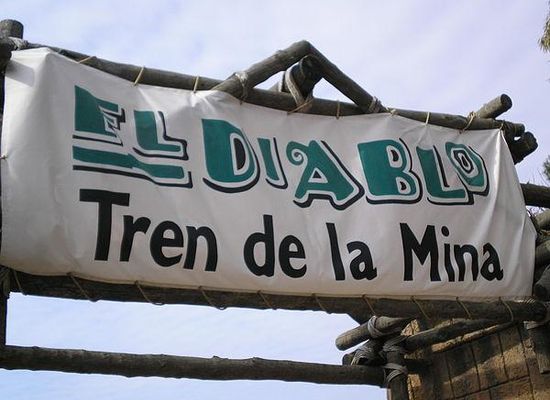 EL DIABLO
Tren de la Mina